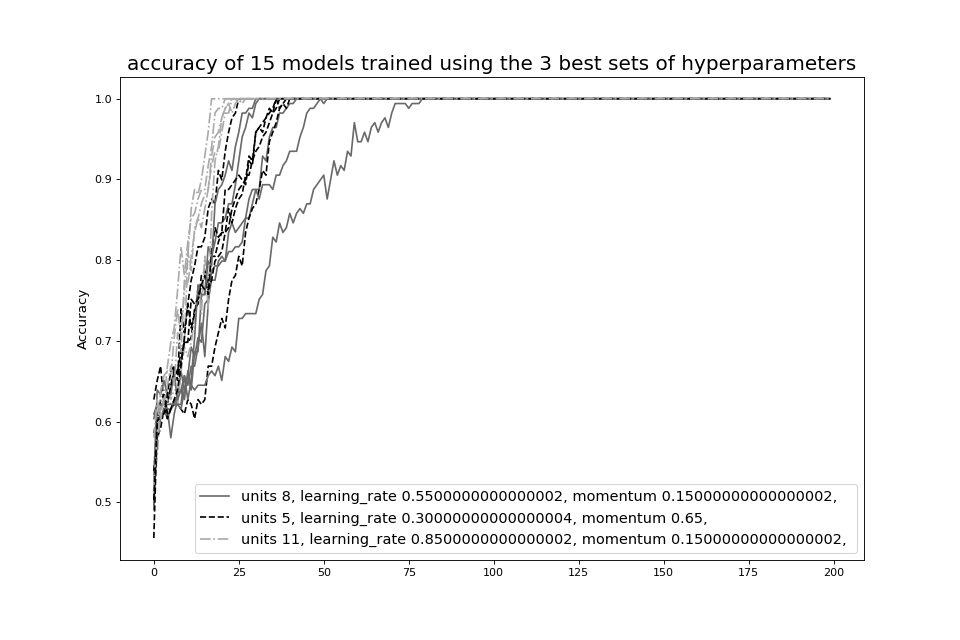 accuracy of 15 models trained using the 3 best sets of hyperparameters
1.0
0.9
0.8
Accuracy
0.7
0.6
0.5
units 8, learning_rate 0.5500000000000002, momentum 0.15000000000000002,
units 5, learning_rate 0.30000000000000004, momentum 0.65,
units 11, learning_rate 0.8500000000000002, momentum 0.15000000000000002,
0 25 50 75 100 125 150 175 200